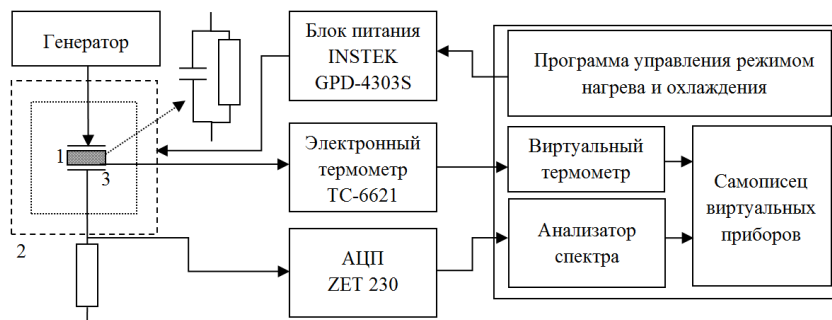 Генератор
1
3
2
Блок питания
INSTEK
GPD-4303S
Электронный
термометр
TC-6621
АЦП
ZET 230
Программа управления режимом
нагрева и охлаждения
Виртуальный
термометр
Анализатор
спектра
Самописец
виртуальных
приборов